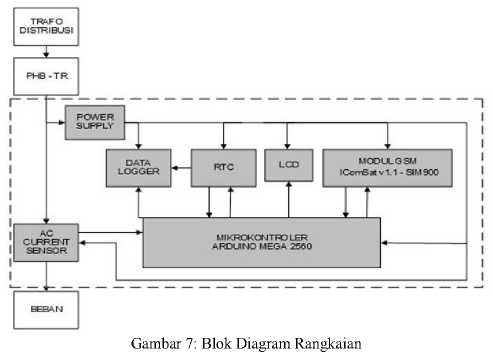 TRAFO
DISTRIBUSI
PHB - TR
POWER
SUPPLY
DATA
LOGGER
RTC
LCD
MODUL GSM
IComSat v1.1 - SIM900
AC
CURRENT
SENSOR
MIKROKONTROLER
ARDUINO MEGA 2560
BEBAN
Gambar 7: Blok Diagram Rangkaian